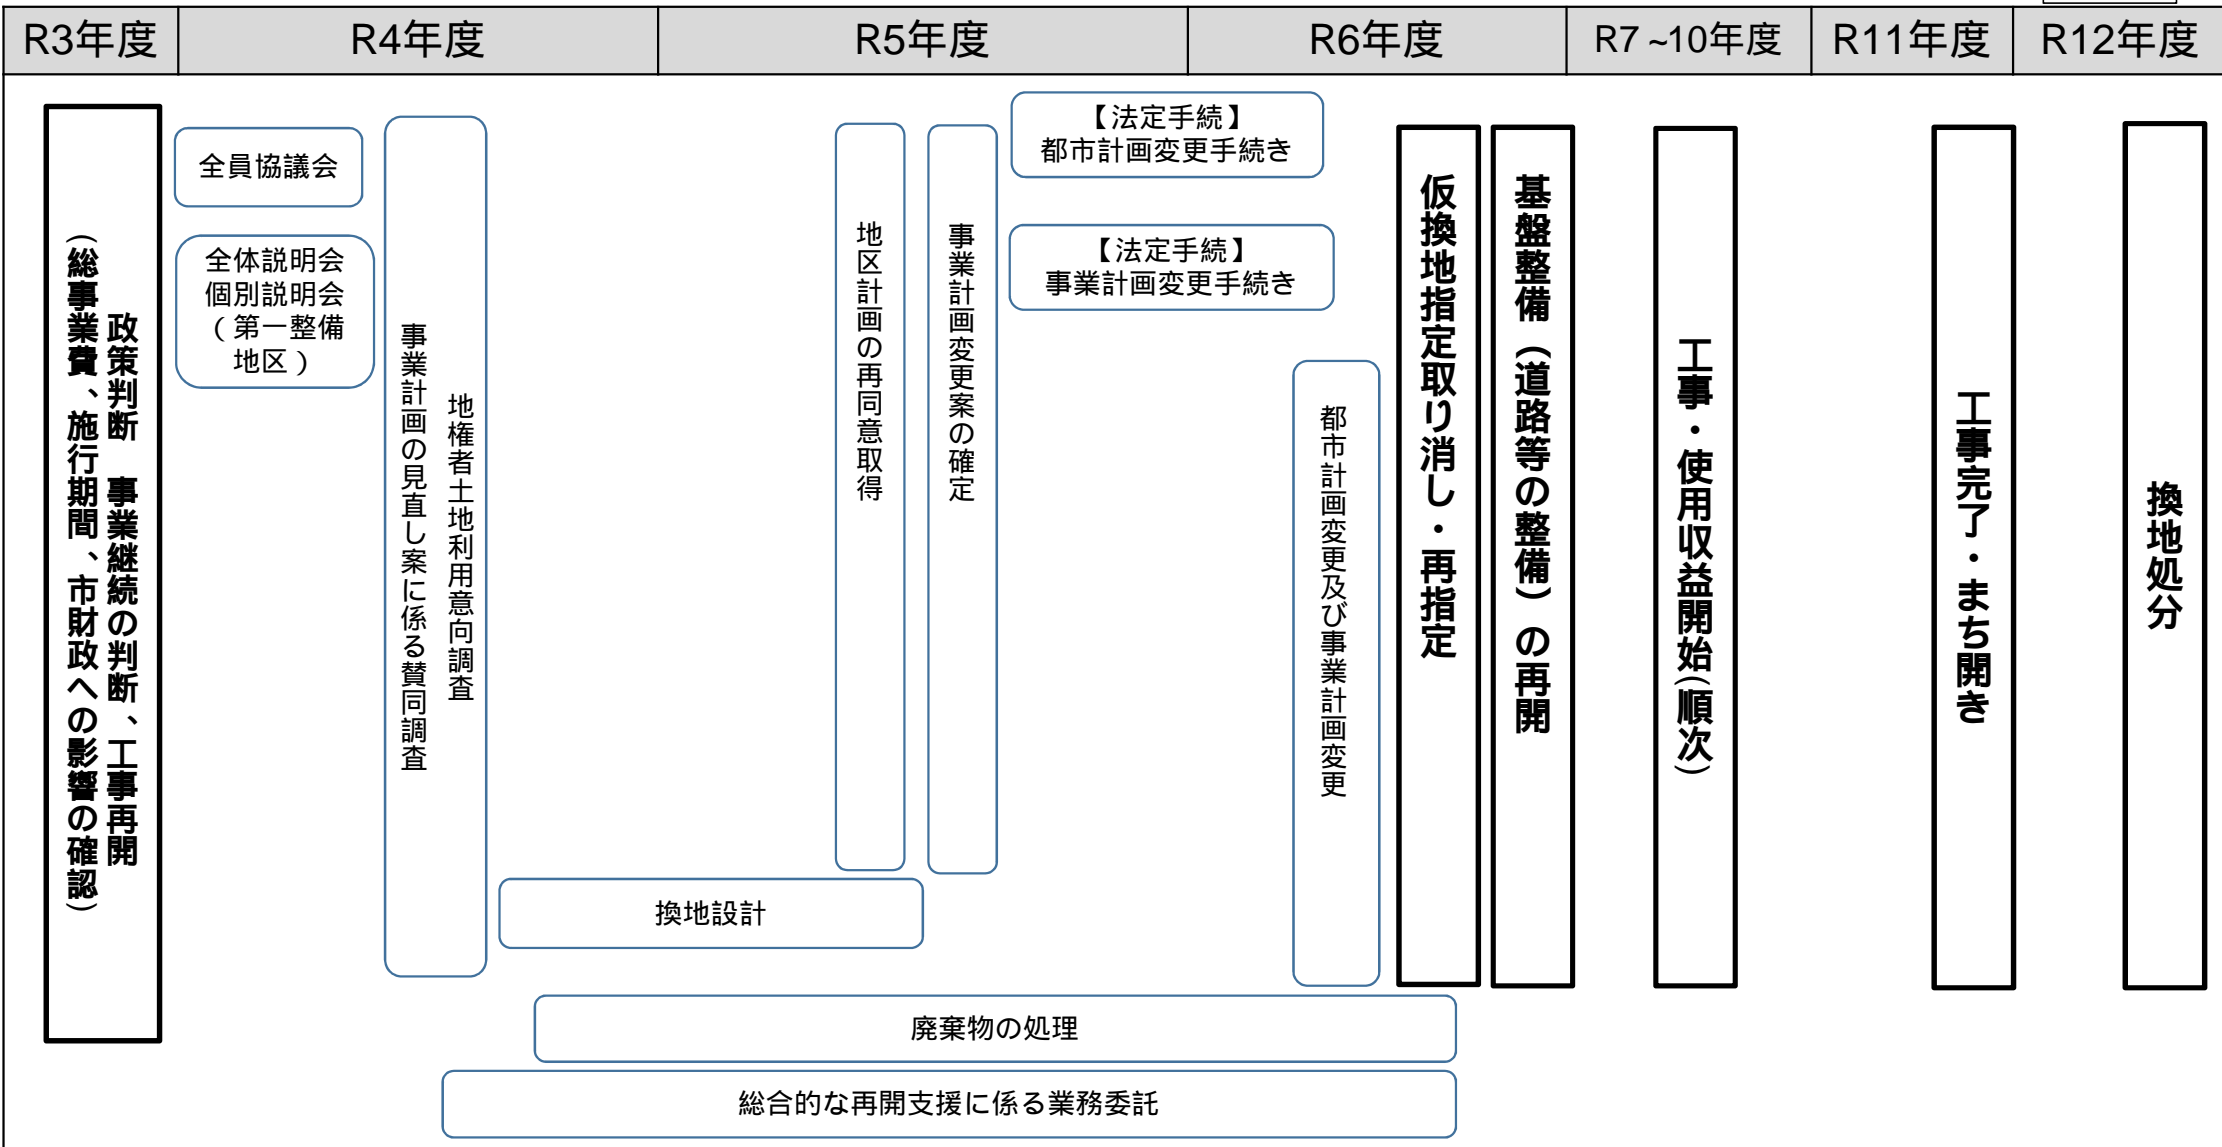 R3年度
R4年度
R5年度
R6年度
R7~10年度
R11年度
R12年度
政策判断　事業継続の判断、工事再開
(総事業費、施行期間、市財政への影響の確認)
全員協議会
全体説明会
個別説明会
(第一整備
地区)
地権者土地利用意向調査
事業計画の見直し案に係る賛同調査
換地設計
地区計画の再同意取得
事業計画変更案の確定
【法定手続】
都市計画変更手続き
【法定手続】
事業計画変更手続き
都市計画変更及び事業計画変更
仮換地指定取り消し・再指定
基盤整備(道路等の整備)の再開
工事・使用収益開始(順次)
工事完了・まち開き
換地処分
廃棄物の処理
総合的な再開支援に係る業務委託